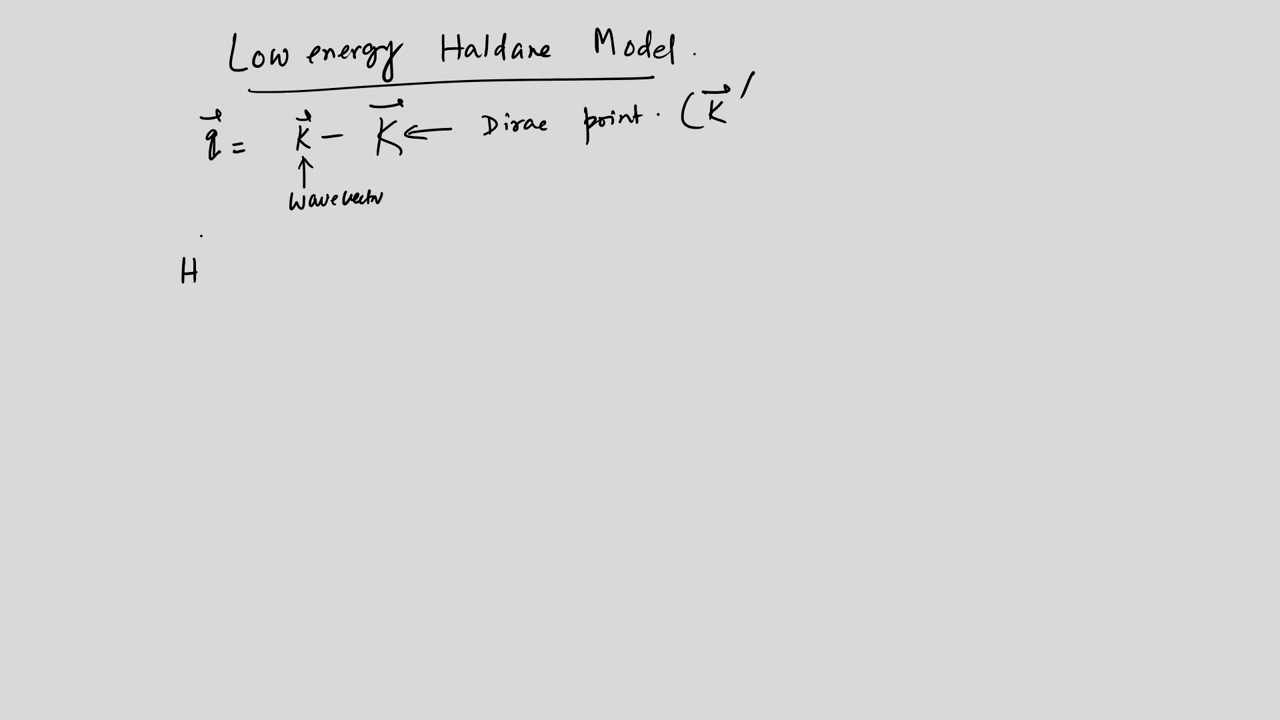 Low energy Haldane Model.
q⃗ = k⃗ - K⃗ ← Dirac point. (K⃗'
↑
Wavevector
H